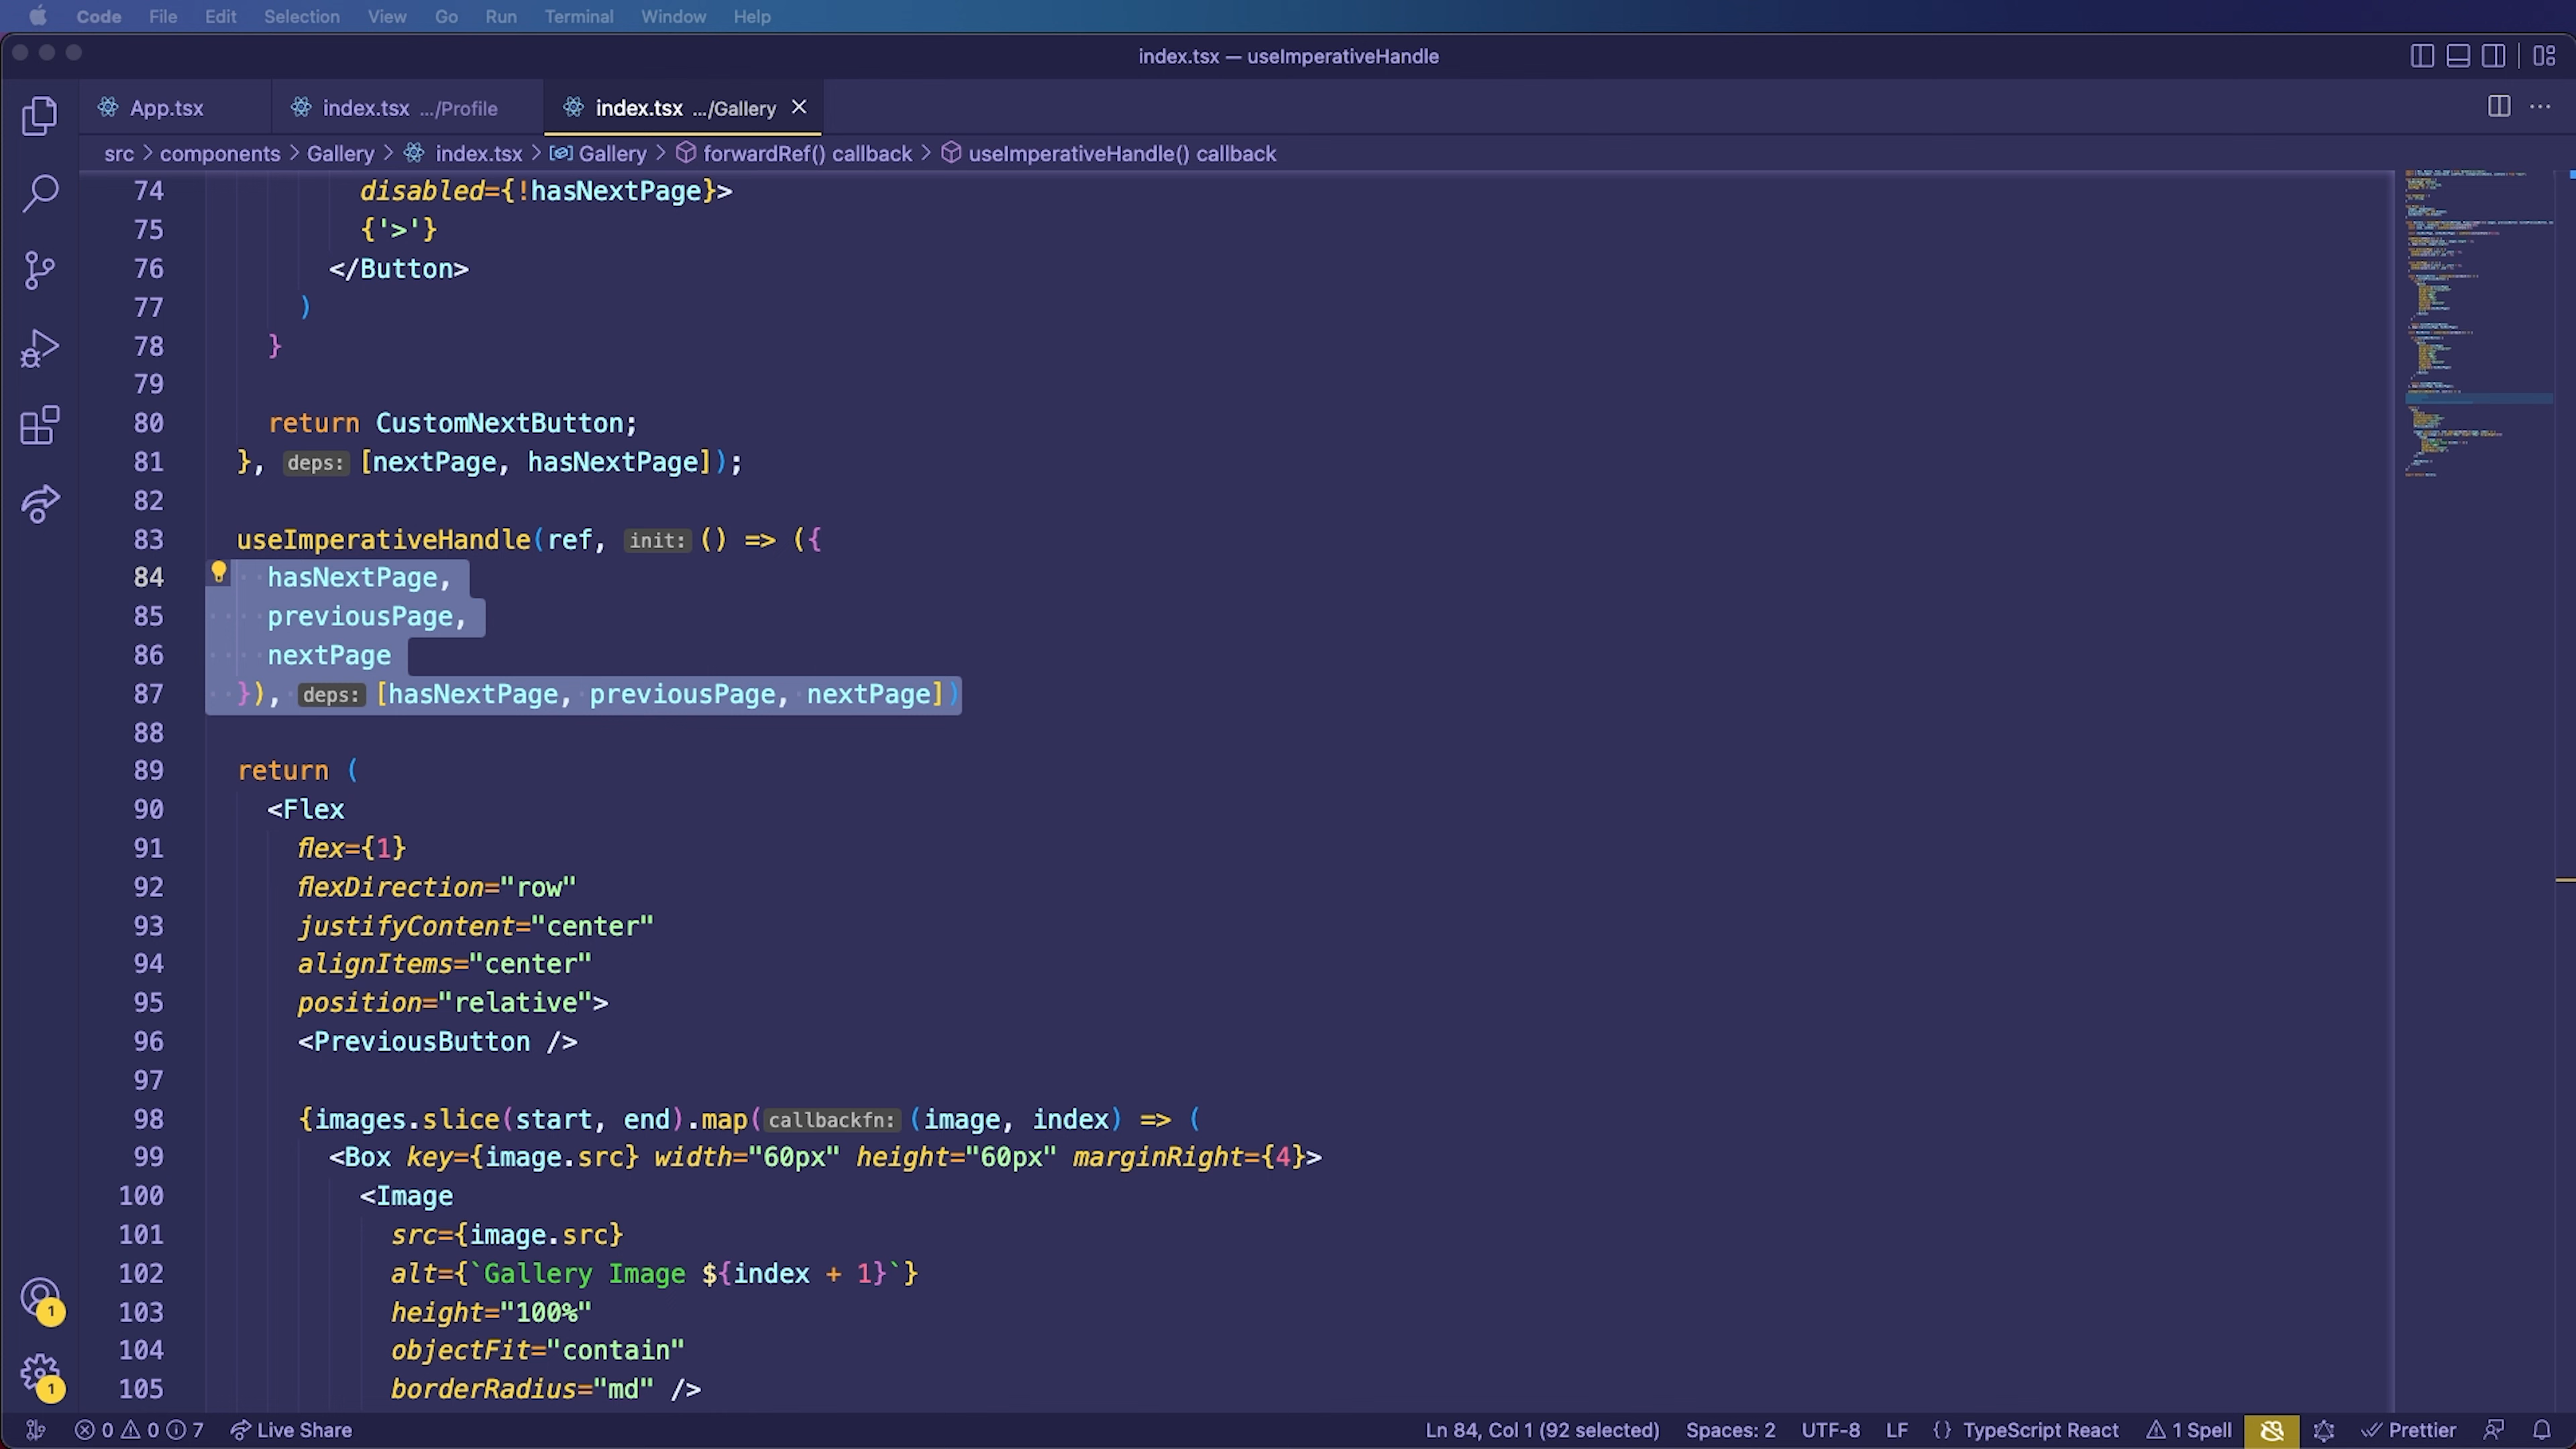 Code File Edit Selection View Go Run Terminal Window Help
index.tsx — useImperativeHandle
App.tsx index.tsx .../Profile index.tsx .../Gallery
src > components > Gallery > index.tsx > Gallery > forwardRef() callback > useImperativeHandle() callback
74 disabled={!hasNextPage}>
75 {'>'}
76 </Button>
77 )
78 }
79
80 return CustomNextButton;
81 }, deps: [nextPage, hasNextPage]);
82
83 useImperativeHandle(ref, init: () => ({
84 hasNextPage,
85 previousPage,
86 nextPage
87 }), deps: [hasNextPage, previousPage, nextPage])
88
89 return (
90 <Flex
91 flex={1}
92 flexDirection="row"
93 justifyContent="center"
94 alignItems="center"
95 position="relative">
96 <PreviousButton />
97
98 {images.slice(start, end).map( callbackfn: (image, index) => (
99 <Box key={image.src} width="60px" height="60px" marginRight={4}>
100 <Image
101 src={image.src}
102 alt={`Gallery Image ${index + 1}`}
103 height="100%"
104 objectFit="contain"
105 borderRadius="md" />
1
1
0 0 7 Live Share Ln 84, Col 1 (92 selected) Spaces: 2 UTF-8 LF {} TypeScript React 1 Spell Prettier